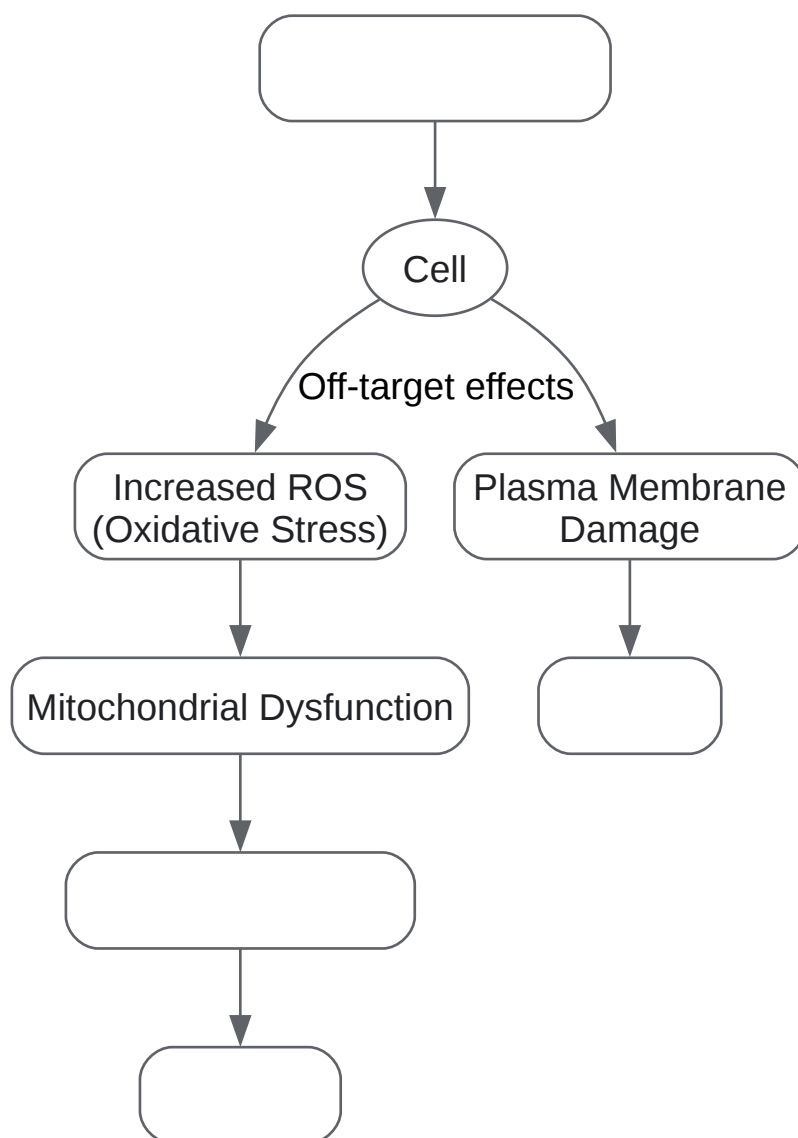 Cell
Off-target effects
Increased ROS
(Oxidative Stress)
Plasma Membrane
Damage
Mitochondrial Dysfunction